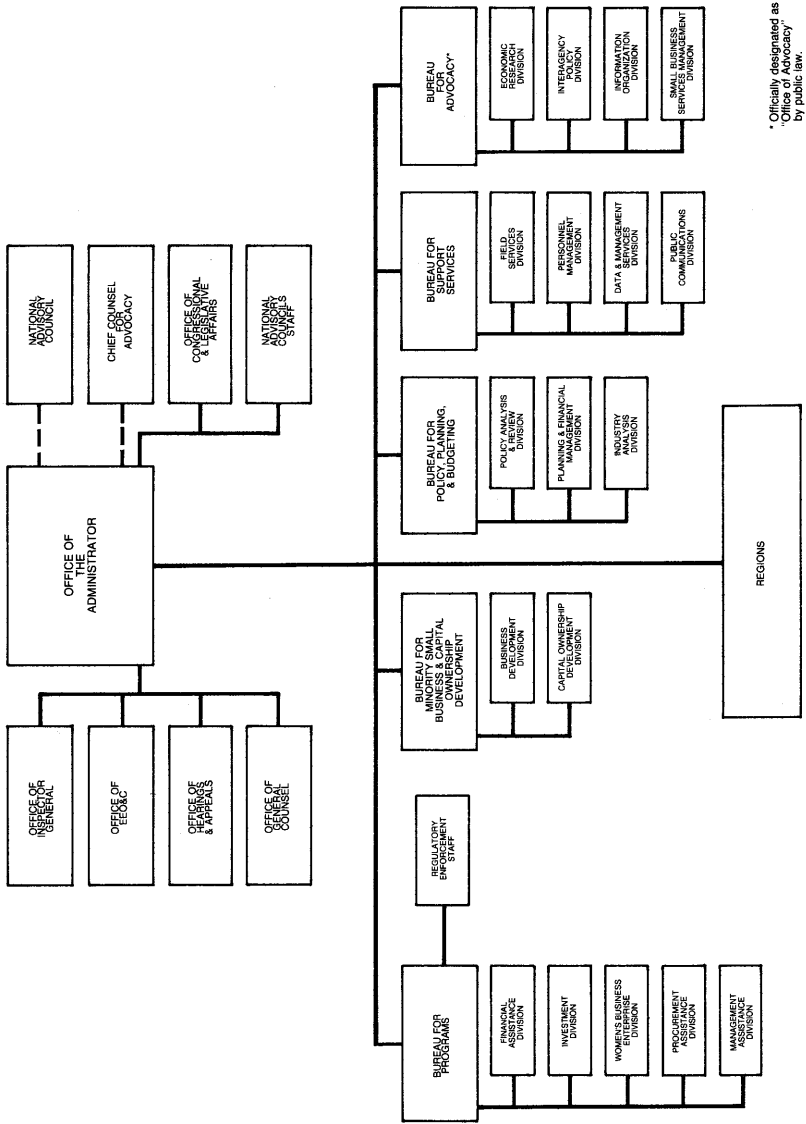 OFFICE OF
THE
ADMINISTRATOR
OFFICE OF
INSPECTOR
GENERAL
OFFICE OF
EEO&C
OFFICE OF
HEARINGS
& APPEALS
OFFICE OF
GENERAL
COUNSEL
NATIONAL
ADVISORY
COUNCIL
CHIEF COUNSEL
FOR
ADVOCACY
OFFICE OF
CONGRESSIONAL
& LEGISLATIVE
AFFAIRS
NATIONAL
ADVISORY
COUNCILS
STAFF
BUREAU FOR
PROGRAMS
REGULATORY
ENFORCEMENT
STAFF
FINANCIAL
ASSISTANCE
DIVISION
INVESTMENT
DIVISION
WOMEN'S BUSINESS
ENTERPRISE
DIVISION
PROCUREMENT
ASSISTANCE
DIVISION
MANAGEMENT
ASSISTANCE
DIVISION
BUREAU FOR
MINORITY SMALL
BUSINESS & CAPITAL
OWNERSHIP
DEVELOPMENT
BUSINESS
DEVELOPMENT
DIVISION
CAPITAL OWNERSHIP
DEVELOPMENT
DIVISION
BUREAU FOR
POLICY, PLANNING,
& BUDGETING
POLICY ANALYSIS
& REVIEW
DIVISION
PLANNING & FINANCIAL
MANAGEMENT
DIVISION
INDUSTRY
ANALYSIS
DIVISION
BUREAU FOR
SUPPORT
SERVICES
FIELD
SERVICES
DIVISION
PERSONNEL
MANAGEMENT
DIVISION
DATA & MANAGEMENT
SERVICES
DIVISION
PUBLIC
COMMUNICATIONS
DIVISION
BUREAU
FOR
ADVOCACY*
ECONOMIC
RESEARCH
DIVISION
INTERAGENCY
POLICY
DIVISION
INFORMATION
ORGANIZATION
DIVISION
SMALL BUSINESS
SERVICES MANAGEMENT
DIVISION
REGIONS
* Officially designated as
"Office of Advocacy"
by public law.